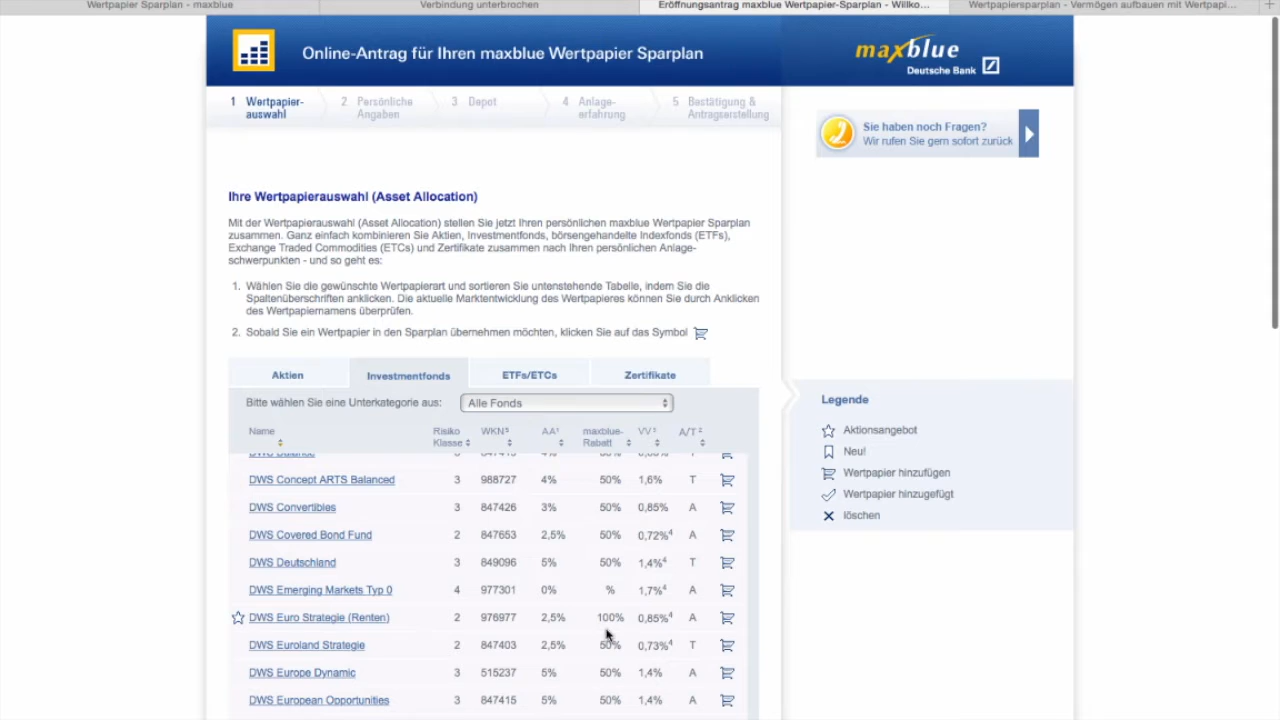 Wertpapier Sparplan - maxblue
Verbindung unterbrochen
Eröffnungsantrag maxblue Wertpapier-Sparplan - Willko...
Wertpapiersparplan - Vermögen aufbauen mit Wertpapi...
Online-Antrag für Ihren maxblue Wertpapier Sparplan
maxblue
Deutsche Bank
1 Wertpapier-
auswahl
2 Persönliche
Angaben
3 Depot
4 Anlage-
erfahrung
5 Bestätigung &
Antragserstellung
Sie haben noch Fragen?
Wir rufen Sie gern sofort zurück
Ihre Wertpapierauswahl (Asset Allocation)
Mit der Wertpapierauswahl (Asset Allocation) stellen Sie jetzt Ihren persönlichen maxblue Wertpapier Sparplan
zusammen. Ganz einfach kombinieren Sie Aktien, Investmentfonds, börsengehandelte Indexfonds (ETFs),
Exchange Traded Commodities (ETCs) und Zertifikate zusammen nach Ihren persönlichen Anlage-
schwerpunkten - und so geht es:
1. Wählen Sie die gewünschte Wertpapierart und sortieren Sie untenstehende Tabelle, indem Sie die
Spaltenüberschriften anklicken. Die aktuelle Marktentwicklung des Wertpapieres können Sie durch Anklicken
des Wertpapiernamens überprüfen.
2. Sobald Sie ein Wertpapier in den Sparplan übernehmen möchten, klicken Sie auf das Symbol
Aktien
Investmentfonds
ETFs/ETCs
Zertifikate
Bitte wählen Sie eine Unterkategorie aus:
Alle Fonds
Name
Risiko
Klasse
WKN⁵
AA¹
maxblue-
Rabatt
VV³
A/T²
DWS Concept ARTS Balanced 3 988727 4% 50% 1,6% T
DWS Convertibles 3 847426 3% 50% 0,85% A
DWS Covered Bond Fund 2 847653 2,5% 50% 0,72%⁴ A
DWS Deutschland 3 849096 5% 50% 1,4%⁴ T
DWS Emerging Markets Typ 0 4 977301 0% % 1,7%⁴ A
DWS Euro Strategie (Renten) 2 976977 2,5% 100% 0,85%⁴ A
DWS Euroland Strategie 2 847403 2,5% 50% 0,73%⁴ T
DWS Europe Dynamic 3 515237 5% 50% 1,4% A
DWS European Opportunities 3 847415 5% 50% 1,4% A
Legende
Aktionsangebot
Neu!
Wertpapier hinzufügen
Wertpapier hinzugefügt
löschen